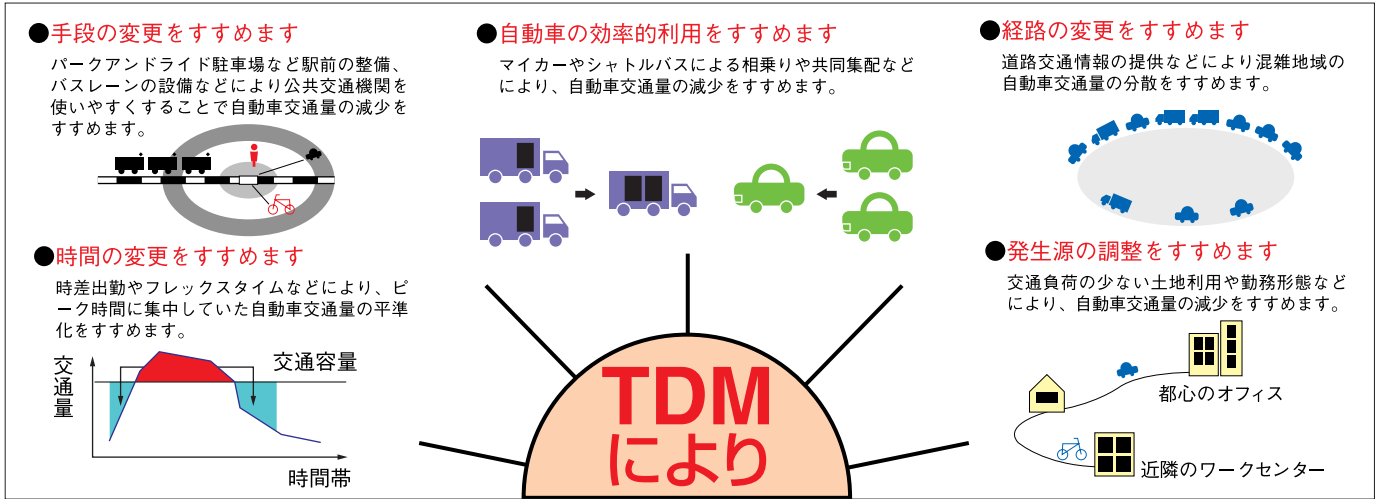 ●手段の変更をすすめます
パークアンドライド駐車場など駅前の整備、
バスレーンの設備などにより公共交通機関を
使いやすくすることで自動車交通量の減少を
すすめます。
●時間の変更をすすめます
時差出勤やフレックスタイムなどにより、ピ
ーク時間に集中していた自動車交通量の平準
化をすすめます。
交通量
交通容量
時間帯
●自動車の効率的利用をすすめます
マイカーやシャトルバスによる相乗りや共同集配など
により、自動車交通量の減少をすすめます。
TDM
により
●経路の変更をすすめます
道路交通情報の提供などにより混雑地域の
自動車交通量の分散をすすめます。
●発生源の調整をすすめます
交通負荷の少ない土地利用や勤務形態など
により、自動車交通量の減少をすすめます。
都心のオフィス
近隣のワークセンター